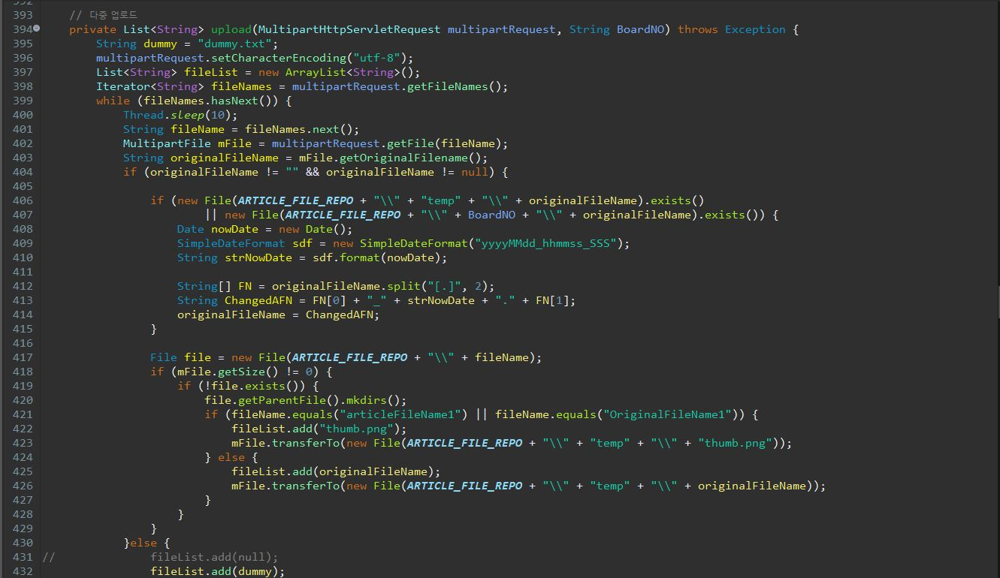 392
393 // 다중 업로드
394 private List<String> upload(MultipartHttpServletRequest multipartRequest, String BoardNO) throws Exception {
395 String dummy = "dummy.txt";
396 multipartRequest.setCharacterEncoding("utf-8");
397 List<String> fileList = new ArrayList<String>();
398 Iterator<String> fileNames = multipartRequest.getFileNames();
399 while (fileNames.hasNext()) {
400 Thread.sleep(10);
401 String fileName = fileNames.next();
402 MultipartFile mFile = multipartRequest.getFile(fileName);
403 String originalFileName = mFile.getOriginalFilename();
404 if (originalFileName != "" && originalFileName != null) {
405
406 if (new File(ARTICLE_FILE_REPO + "\\" + "temp" + "\\" + originalFileName).exists()
407 || new File(ARTICLE_FILE_REPO + "\\" + BoardNO + "\\" + originalFileName).exists()) {
408 Date nowDate = new Date();
409 SimpleDateFormat sdf = new SimpleDateFormat("yyyyMMdd_hhmmss_SSS");
410 String strNowDate = sdf.format(nowDate);
411
412 String[] FN = originalFileName.split("[.]", 2);
413 String ChangedAFN = FN[0] + "_" + strNowDate + "." + FN[1];
414 originalFileName = ChangedAFN;
415 }
416
417 File file = new File(ARTICLE_FILE_REPO + "\\" + fileName);
418 if (mFile.getSize() != 0) {
419 if (!file.exists()) {
420 file.getParentFile().mkdirs();
421 if (fileName.equals("articleFileName1") || fileName.equals("OriginalFileName1")) {
422 fileList.add("thumb.png");
423 mFile.transferTo(new File(ARTICLE_FILE_REPO + "\\" + "temp" + "\\" + "thumb.png"));
424 } else {
425 fileList.add(originalFileName);
426 mFile.transferTo(new File(ARTICLE_FILE_REPO + "\\" + "temp" + "\\" + originalFileName));
427 }
428 }
429 }
430 }else {
431 // fileList.add(null);
432 fileList.add(dummy);